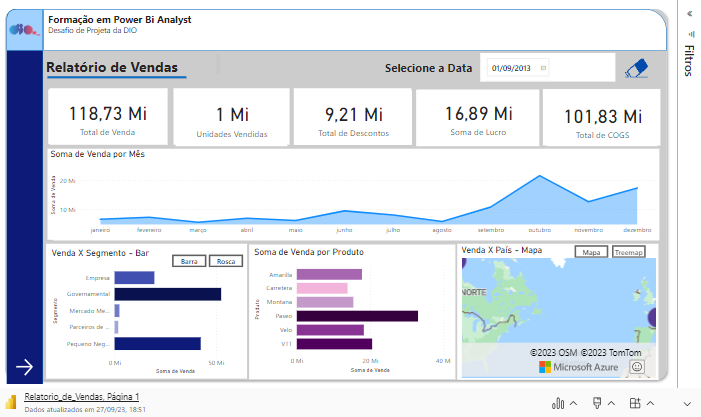 Formação em Power Bi Analyst
Desafio de Projeta da DIO
Relatório de Vendas
Selecione a Data
01/09/2013
Filtros
118,73 Mi
Total de Venda
1 Mi
Unidades Vendidas
9,21 Mi
Total de Descontos
16,89 Mi
Soma de Lucro
101,83 Mi
Total de COGS
Soma de Venda por Mês
Soma de Venda
20 Mi
10 Mi
janeiro fevereiro março abril maio junho julho agosto setembro outubro novembro dezembro
Venda X Segmento - Bar
Barra Rosca
Segmento
Empresa
Governamental
Mercado Me...
Parceiros de ...
Pequeno Neg...
0 Mi 50 Mi
Soma de Venda
Soma de Venda por Produto
Produto
Amarilla
Carretera
Montana
Paseo
Velo
VTT
0 Mi 20 Mi 40 Mi
Soma de Venda
Venda X País - Mapa
Mapa Treemap
NORTE
©2023 OSM ©2023 TomTom
Microsoft Azure
Relatorio_de_Vendas, Página 1
Dados atualizados em 27/09/23, 18:51